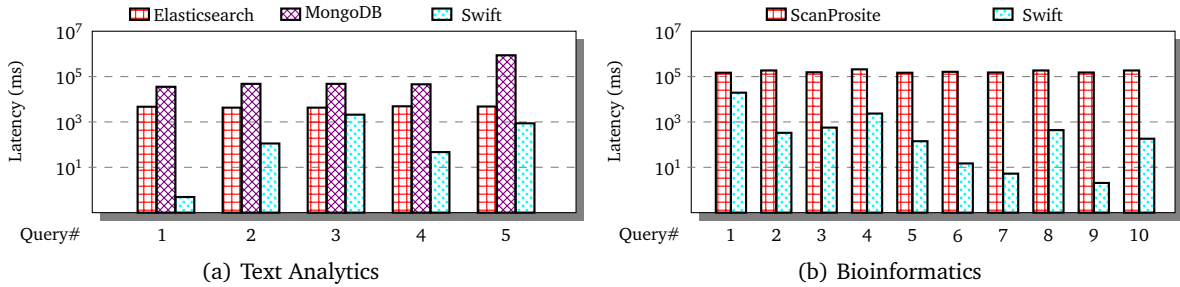 Elasticsearch MongoDB Swift
Latency (ms)
10^7
10^5
10^3
10^1
Query# 1 2 3 4 5
(a) Text Analytics
ScanProsite Swift
Latency (ms)
10^7
10^5
10^3
10^1
Query# 1 2 3 4 5 6 7 8 9 10
(b) Bioinformatics